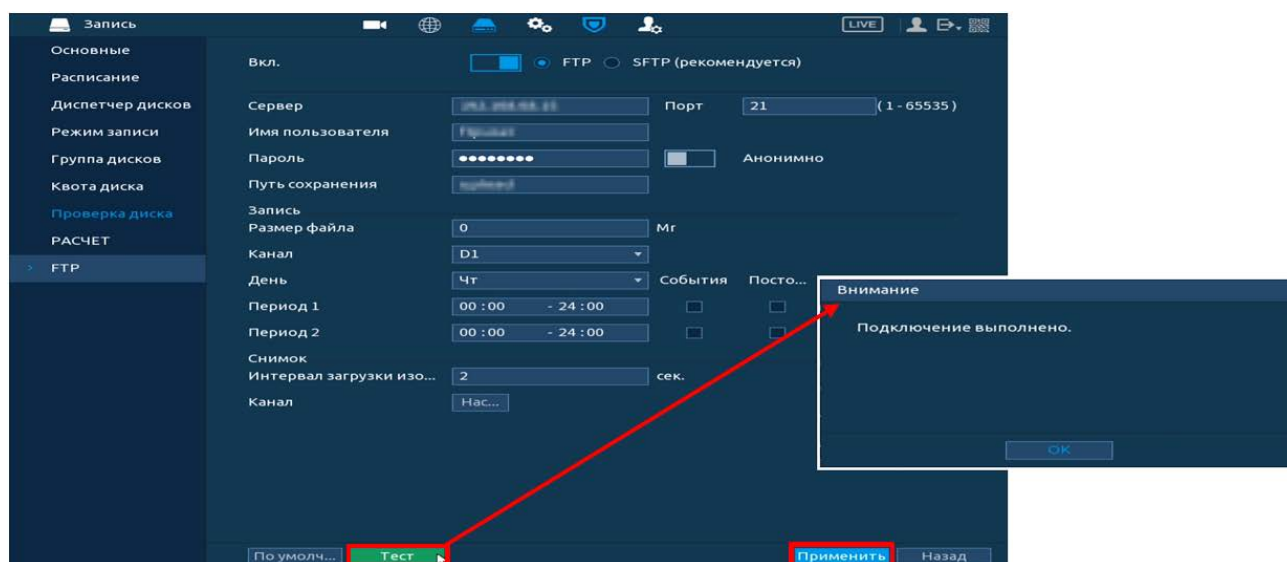 Запись LIVE
Основные
Расписание
Диспетчер дисков
Режим записи
Группа дисков
Квота диска
Проверка диска
РАСЧЕТ
FTP
Вкл. FTP SFTP (рекомендуется)
Сервер Порт 21 (1-65535)
Имя пользователя
Пароль ●●●●●●●● Анонимно
Путь сохранения
Запись
Размер файла 0 Мг
Канал D1
День Чт События Посто...
Период 1 00:00 - 24:00
Период 2 00:00 - 24:00
Снимок
Интервал загрузки изо... 2 сек.
Канал Нас...
По умолч... Тест Применить Назад
Внимание
Подключение выполнено.
OK